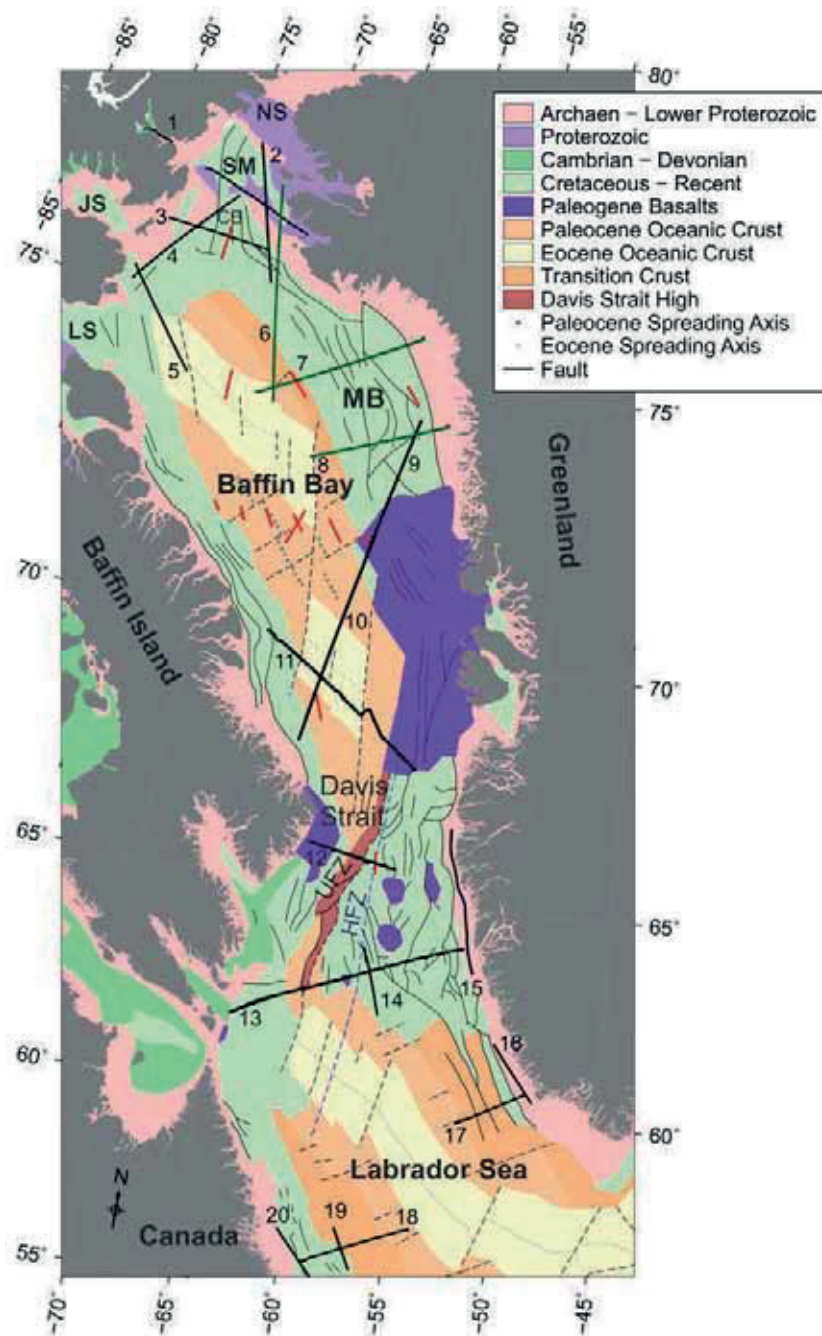 -85° -80° -75° -70° -65° -60° -55°
80°
NS
1
2
SM
JS
3
CB
4
-85°
75°
LS
5
6
7
MB
8
9
Baffin Bay
75°
Greenland
Baffin Island
70°
10
11
70°
Davis
Strait
65°
12
UFZ
HFZ
65°
13
14
15
60°
16
17
60°
Labrador Sea
N
Canada
20
19
18
55°
-70° -65° -60° -55° -50° -45°
Archaen – Lower Proterozoic
Proterozoic
Cambrian – Devonian
Cretaceous – Recent
Paleogene Basalts
Paleocene Oceanic Crust
Eocene Oceanic Crust
Transition Crust
Davis Strait High
Paleocene Spreading Axis
Eocene Spreading Axis
Fault